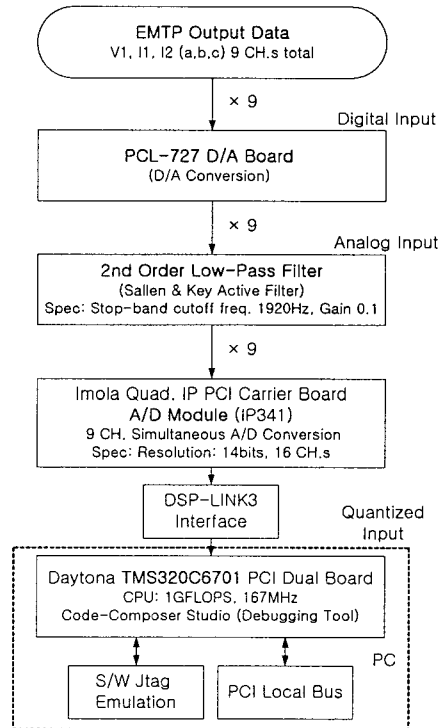 EMTP Output Data
V1, I1, I2 (a,b,c) 9 CH.s total
× 9
Digital Input
PCL-727 D/A Board
(D/A Conversion)
× 9
Analog Input
2nd Order Low-Pass Filter
(Sallen & Key Active Filter)
Spec: Stop-band cutoff freq. 1920Hz, Gain 0.1
× 9
Imola Quad. IP PCI Carrier Board
A/D Module (IP341)
9 CH. Simultaneous A/D Conversion
Spec: Resolution: 14bits, 16 CH.s
DSP-LINK3
Interface
Quantized
Input
Daytona TMS320C6701 PCI Dual Board
CPU: 1GFLOPS, 167MHz
Code-Composer Studio (Debugging Tool)
PC
S/W Jtag
Emulation
PCI Local Bus